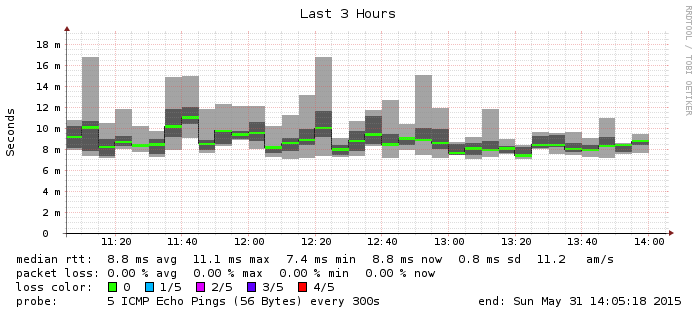 Last 3 Hours
RRDTOOL / TOBI OETIKER
Seconds
18 m
16 m
14 m
12 m
10 m
8 m
6 m
4 m
2 m
0
11:20 11:40 12:00 12:20 12:40 13:00 13:20 13:40 14:00
median rtt: 8.8 ms avg 11.1 ms max 7.4 ms min 8.8 ms now 0.8 ms sd 11.2 am/s
packet loss: 0.00 % avg 0.00 % max 0.00 % min 0.00 % now
loss color: 0 1/5 2/5 3/5 4/5
probe: 5 ICMP Echo Pings (56 Bytes) every 300s end: Sun May 31 14:05:18 2015